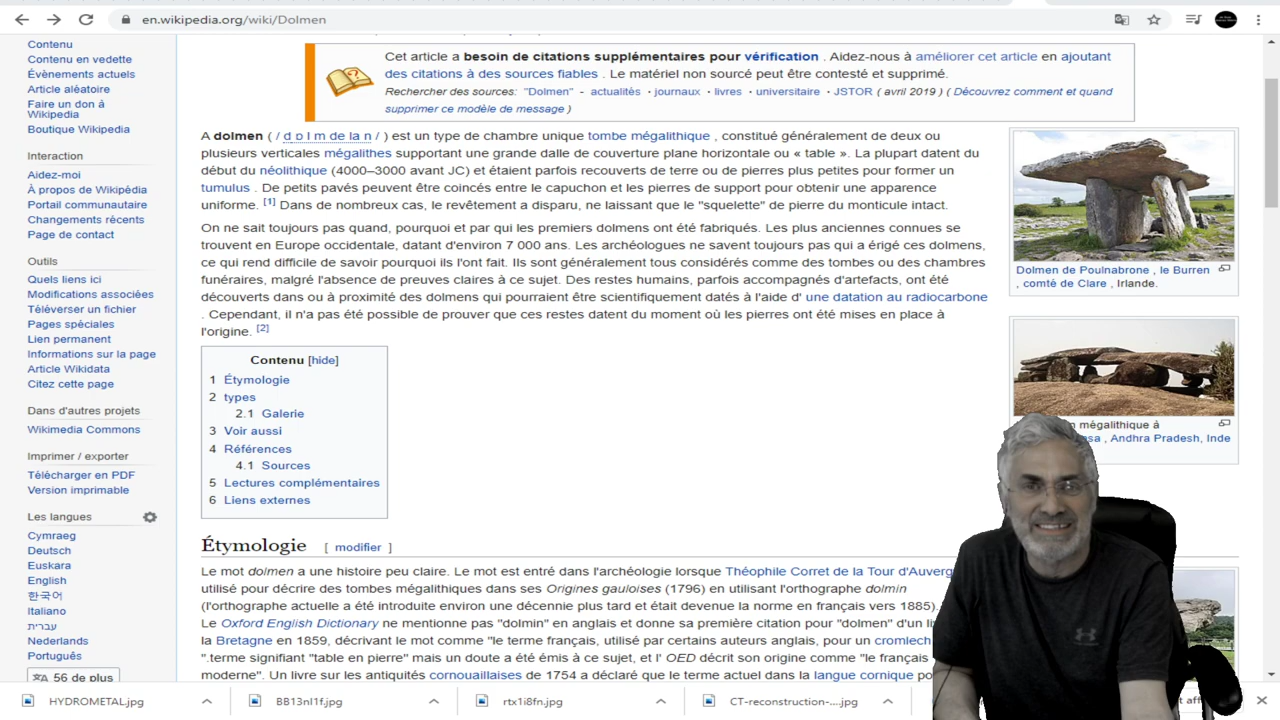 en.wikipedia.org/wiki/Dolmen
Contenu
Contenu en vedette
Évènements actuels
Article aléatoire
Faire un don à
Wikipedia
Boutique Wikipedia
Interaction
Aidez-moi
À propos de Wikipédia
Portail communautaire
Changements récents
Page de contact
Outils
Quels liens ici
Modifications associées
Téléverser un fichier
Pages spéciales
Lien permanent
Informations sur la page
Article Wikidata
Citez cette page
Dans d'autres projets
Wikimedia Commons
Imprimer / exporter
Télécharger en PDF
Version imprimable
Les langues
Cymraeg
Deutsch
Euskara
English
한국어
Italiano
עברית
Nederlands
Português
56 de plus
Cet article a besoin de citations supplémentaires pour vérification . Aidez-nous à améliorer cet article en ajoutant
des citations à des sources fiables . Le matériel non sourcé peut être contesté et supprimé.
Rechercher des sources: "Dolmen" - actualités · journaux · livres · universitaire · JSTOR ( avril 2019 ) ( Découvrez comment et quand
supprimer ce modèle de message )
A dolmen ( / d ɒ l m de la n / ) est un type de chambre unique tombe mégalithique , constitué généralement de deux ou
plusieurs verticales mégalithes supportant une grande dalle de couverture plane horizontale ou « table ». La plupart datent du
début du néolithique (4000–3000 avant JC) et étaient parfois recouverts de terre ou de pierres plus petites pour former un
tumulus . De petits pavés peuvent être coincés entre le capuchon et les pierres de support pour obtenir une apparence
uniforme. [1] Dans de nombreux cas, le revêtement a disparu, ne laissant que le "squelette" de pierre du monticule intact.
On ne sait toujours pas quand, pourquoi et par qui les premiers dolmens ont été fabriqués. Les plus anciennes connues se
trouvent en Europe occidentale, datant d'environ 7 000 ans. Les archéologues ne savent toujours pas qui a érigé ces dolmens,
ce qui rend difficile de savoir pourquoi ils l'ont fait. Ils sont généralement tous considérés comme des tombes ou des chambres
funéraires, malgré l'absence de preuves claires à ce sujet. Des restes humains, parfois accompagnés d'artefacts, ont été
découverts dans ou à proximité des dolmens qui pourraient être scientifiquement datés à l'aide d' une datation au radiocarbone
. Cependant, il n'a pas été possible de prouver que ces restes datent du moment où les pierres ont été mises en place à
l'origine. [2]
Contenu [hide]
1 Étymologie
2 types
2.1 Galerie
3 Voir aussi
4 Références
4.1 Sources
5 Lectures complémentaires
6 Liens externes
Étymologie [ modifier ]
Le mot dolmen a une histoire peu claire. Le mot est entré dans l'archéologie lorsque Théophile Corret de la Tour d'Auverg
utilisé pour décrire des tombes mégalithiques dans ses Origines gauloises (1796) en utilisant l'orthographe dolmin
(l'orthographe actuelle a été introduite environ une décennie plus tard et était devenue la norme en français vers 1885).
Le Oxford English Dictionary ne mentionne pas "dolmin" en anglais et donne sa première citation pour "dolmen" d'un li
la Bretagne en 1859, décrivant le mot comme "le terme français, utilisé par certains auteurs anglais, pour un cromlech
".terme signifiant "table en pierre" mais un doute a été émis à ce sujet, et l' OED décrit son origine comme "le français
moderne". Un livre sur les antiquités cornouaillaises de 1754 a déclaré que le terme actuel dans la langue cornique po
Dolmen de Poulnabrone , le Burren
, comté de Clare , Irlande.
mégalithique à
, Andhra Pradesh, Inde
HYDROMETAL.jpg
BB13nI1f.jpg
rtx1i8fn.jpg
CT-reconstruction-....jpg